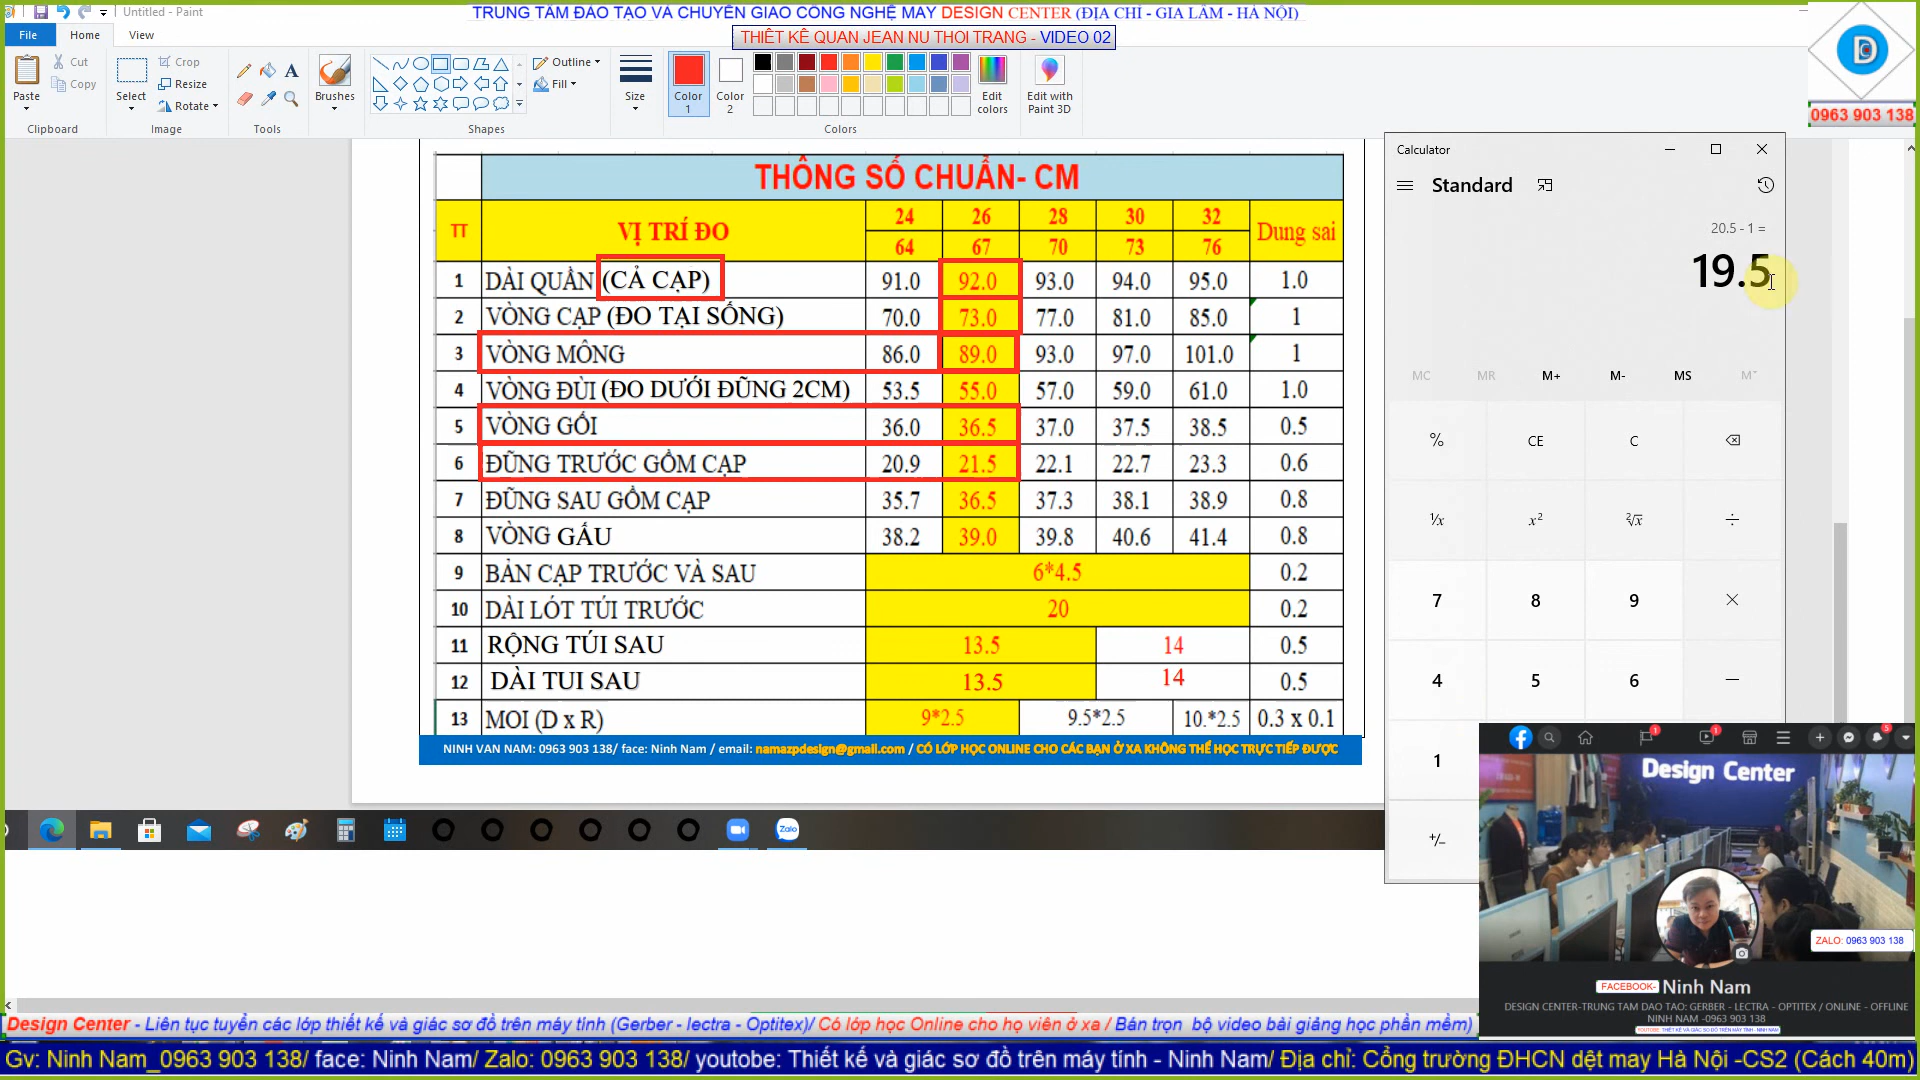 Untitled - Paint
TRUNG TÂM ĐÀO TẠO VÀ CHUYỂN GIAO CÔNG NGHỆ MAY DESIGN CENTER (ĐỊA CHỈ - GIA LÂM - HÀ NỘI)
THIẾT KẾ QUẦN JEAN NỮ THỜI TRANG - VIDEO 02
File Home View
Paste Cut Copy Clipboard
Select Crop Resize Rotate Image
Tools
Brushes
Shapes Outline Fill
Size
Color 1 Color 2 Colors
Edit colors
Edit with Paint 3D
0963 903 138
THÔNG SỐ CHUẨN- CM
TT VỊ TRÍ ĐO 24 26 28 30 32 Dung sai
64 67 70 73 76
1 DÀI QUẦN (CẢ CẠP) 91.0 92.0 93.0 94.0 95.0 1.0
2 VÒNG CẠP (ĐO TẠI SỐNG) 70.0 73.0 77.0 81.0 85.0 1
3 VÒNG MÔNG 86.0 89.0 93.0 97.0 101.0 1
4 VÒNG ĐÙI (ĐO DƯỚI ĐŨNG 2CM) 53.5 55.0 57.0 59.0 61.0 1.0
5 VÒNG GỐI 36.0 36.5 37.0 37.5 38.5 0.5
6 ĐŨNG TRƯỚC GỒM CẠP 20.9 21.5 22.1 22.7 23.3 0.6
7 ĐŨNG SAU GỒM CẠP 35.7 36.5 37.3 38.1 38.9 0.8
8 VÒNG GẤU 38.2 39.0 39.8 40.6 41.4 0.8
9 BẢN CẠP TRƯỚC VÀ SAU 6*4.5 0.2
10 DÀI LÓT TÚI TRƯỚC 20 0.2
11 RỘNG TÚI SAU 13.5 14 0.5
12 DÀI TUI SAU 13.5 14 0.5
13 MOI (D x R) 9*2.5 9.5*2.5 10.*2.5 0.3 x 0.1
NINH VAN NAM: 0963 903 138/ face: Ninh Nam / email: namazpdesign@gmail.com / CÓ LỚP HỌC ONLINE CHO CÁC BẠN Ở XA KHÔNG THỂ HỌC TRỰC TIẾP ĐƯỢC
Calculator
Standard
20.5 - 1 =
19.5
MC MR M+ M- MS M˅
% CE C
¹/x x² ²√x ÷
7 8 9 ×
4 5 6 −
1
+/-
Zalo
Design Center
ZALO: 0963 903 138
FACEBOOK- Ninh Nam
DESIGN CENTER-TRUNG TAM DAO TAO: GERBER - LECTRA - OPTITEX / ONLINE - OFFLINE
NINH NAM -0963 903 138
Design Center - Liên tục tuyển các lớp thiết kế và giác sơ đồ trên máy tính (Gerber - lectra - Optitex)/ Có lớp học Online cho họ viên ở xa / Bán trọn bộ video bài giảng học phần mềm)
Gv: Ninh Nam_0963 903 138/ face: Ninh Nam/ Zalo: 0963 903 138/ youtobe: Thiết kế và giác sơ đồ trên máy tính - Ninh Nam/ Địa chỉ: Cổng trường ĐHCN dệt may Hà Nội -CS2 (Cách 40m)